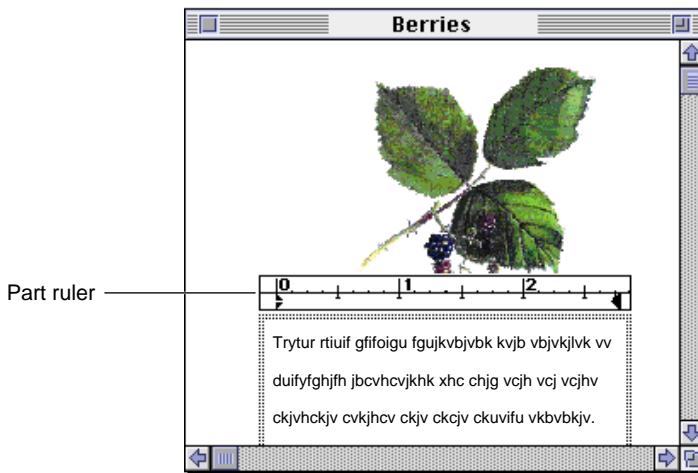 Berries
0 1 2
Part ruler
Trytur rtiuif gfifoigu fgujkvbjvbk kvjb vbjvkjlvk vv
duifyfghjfh jbcvhcvjkhk xhc chjg vcjh vcj vcjhv
ckjvhckjv cvkjhcv ckjv ckcjv ckuvifu vkbvbkjv.